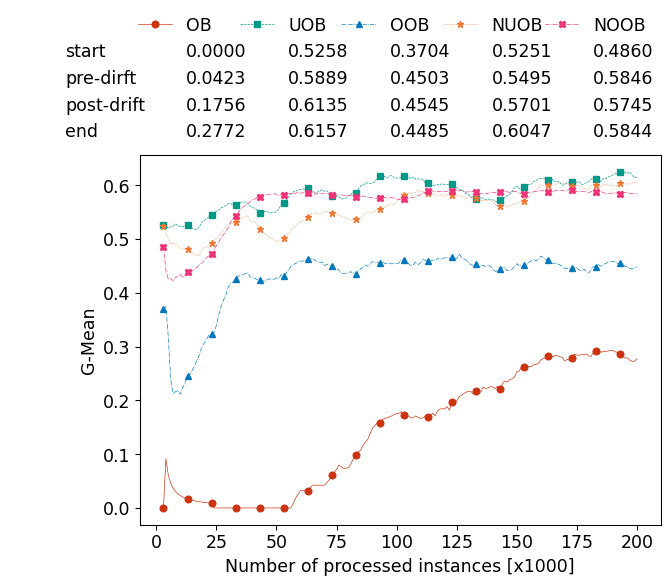 OB UOB OOB NUOB NOOB
start 0.0000 0.5258 0.3704 0.5251 0.4860
pre-dirft 0.0423 0.5889 0.4503 0.5495 0.5846
post-drift 0.1756 0.6135 0.4545 0.5701 0.5745
end 0.2772 0.6157 0.4485 0.6047 0.5844
0.6
0.5
0.4
0.3
0.2
0.1
0.0
G-Mean
0 25 50 75 100 125 150 175 200
Number of processed instances [x1000]